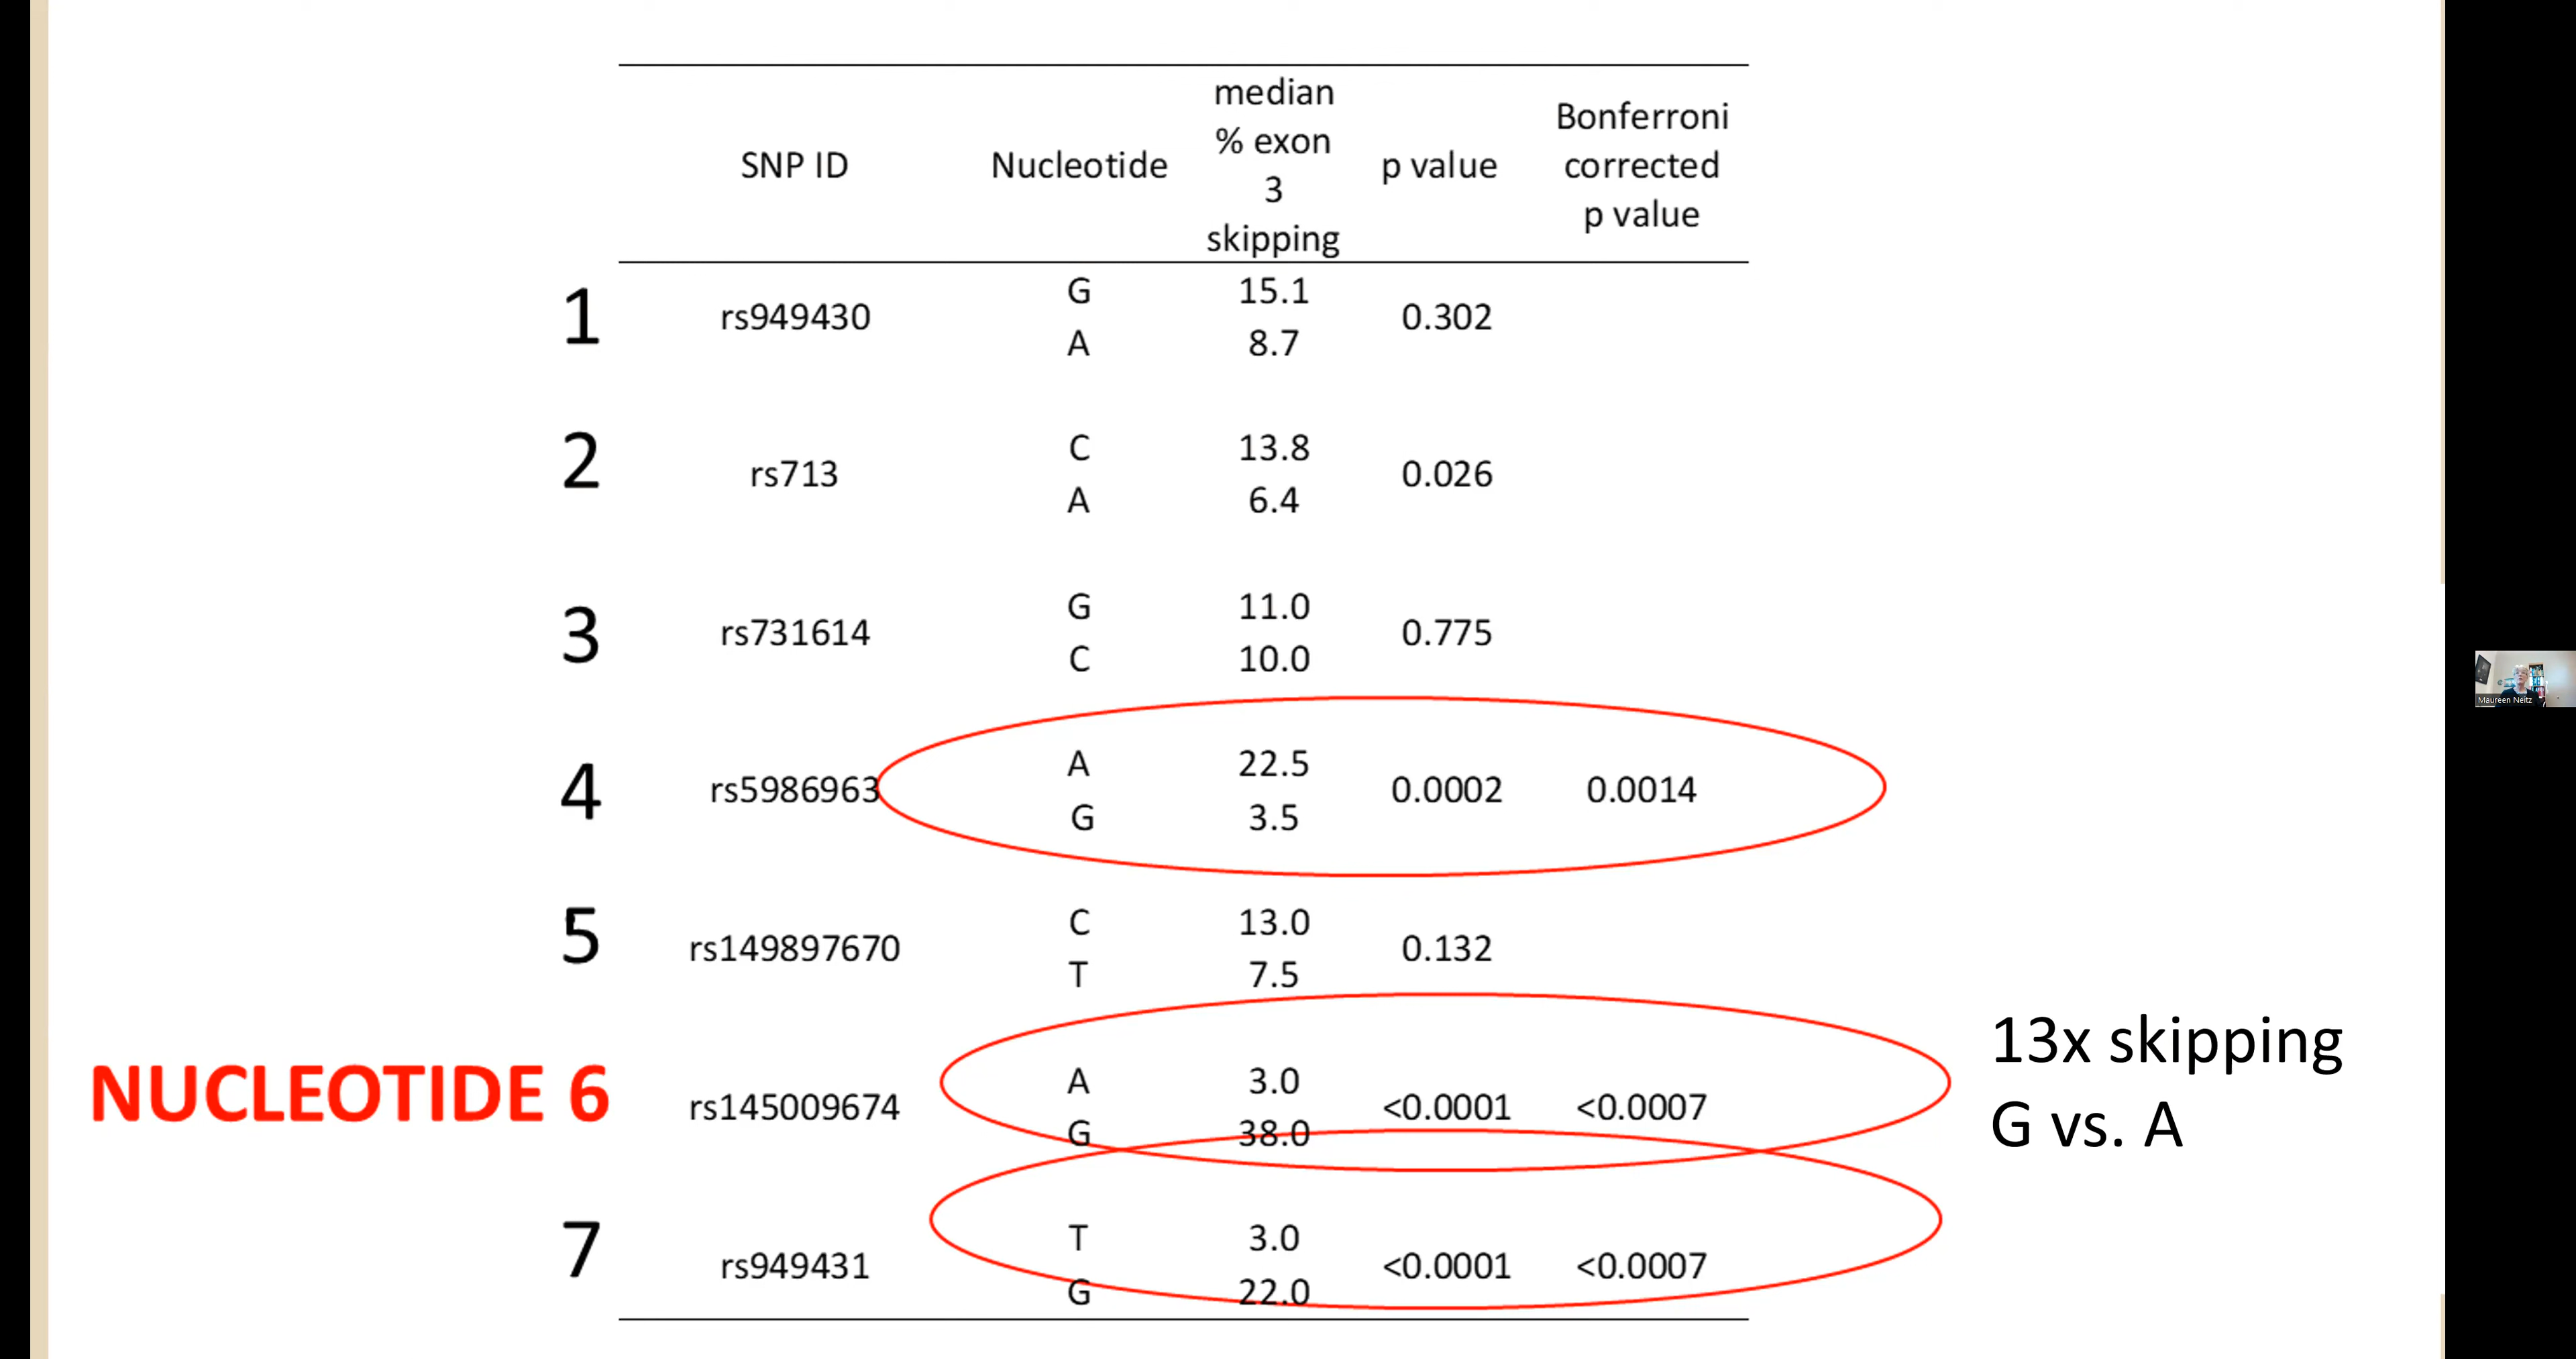 median
% exon
3
skipping
SNP ID Nucleotide p value
Bonferroni
corrected
p value
1 rs949430 G 15.1 0.302
A 8.7
2 rs713 C 13.8 0.026
A 6.4
3 rs731614 G 11.0 0.775
C 10.0
4 rs5986963 A 22.5 0.0002 0.0014
G 3.5
5 rs149897670 C 13.0 0.132
T 7.5
NUCLEOTIDE 6 rs145009674 A 3.0 <0.0001 <0.0007
G 38.0
7 rs949431 T 3.0 <0.0001 <0.0007
G 22.0
13x skipping
G vs. A
Maureen Neitz